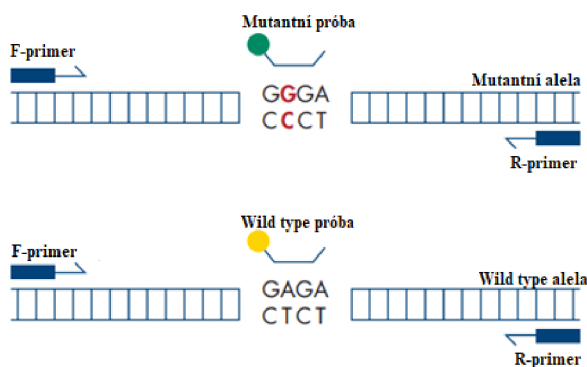 Mutantní próba
F-primer
GGGA
Mutantní alela
CCCT
R-primer
Wild type próba
F-primer
GAGA
Wild type alela
CTCT
R-primer